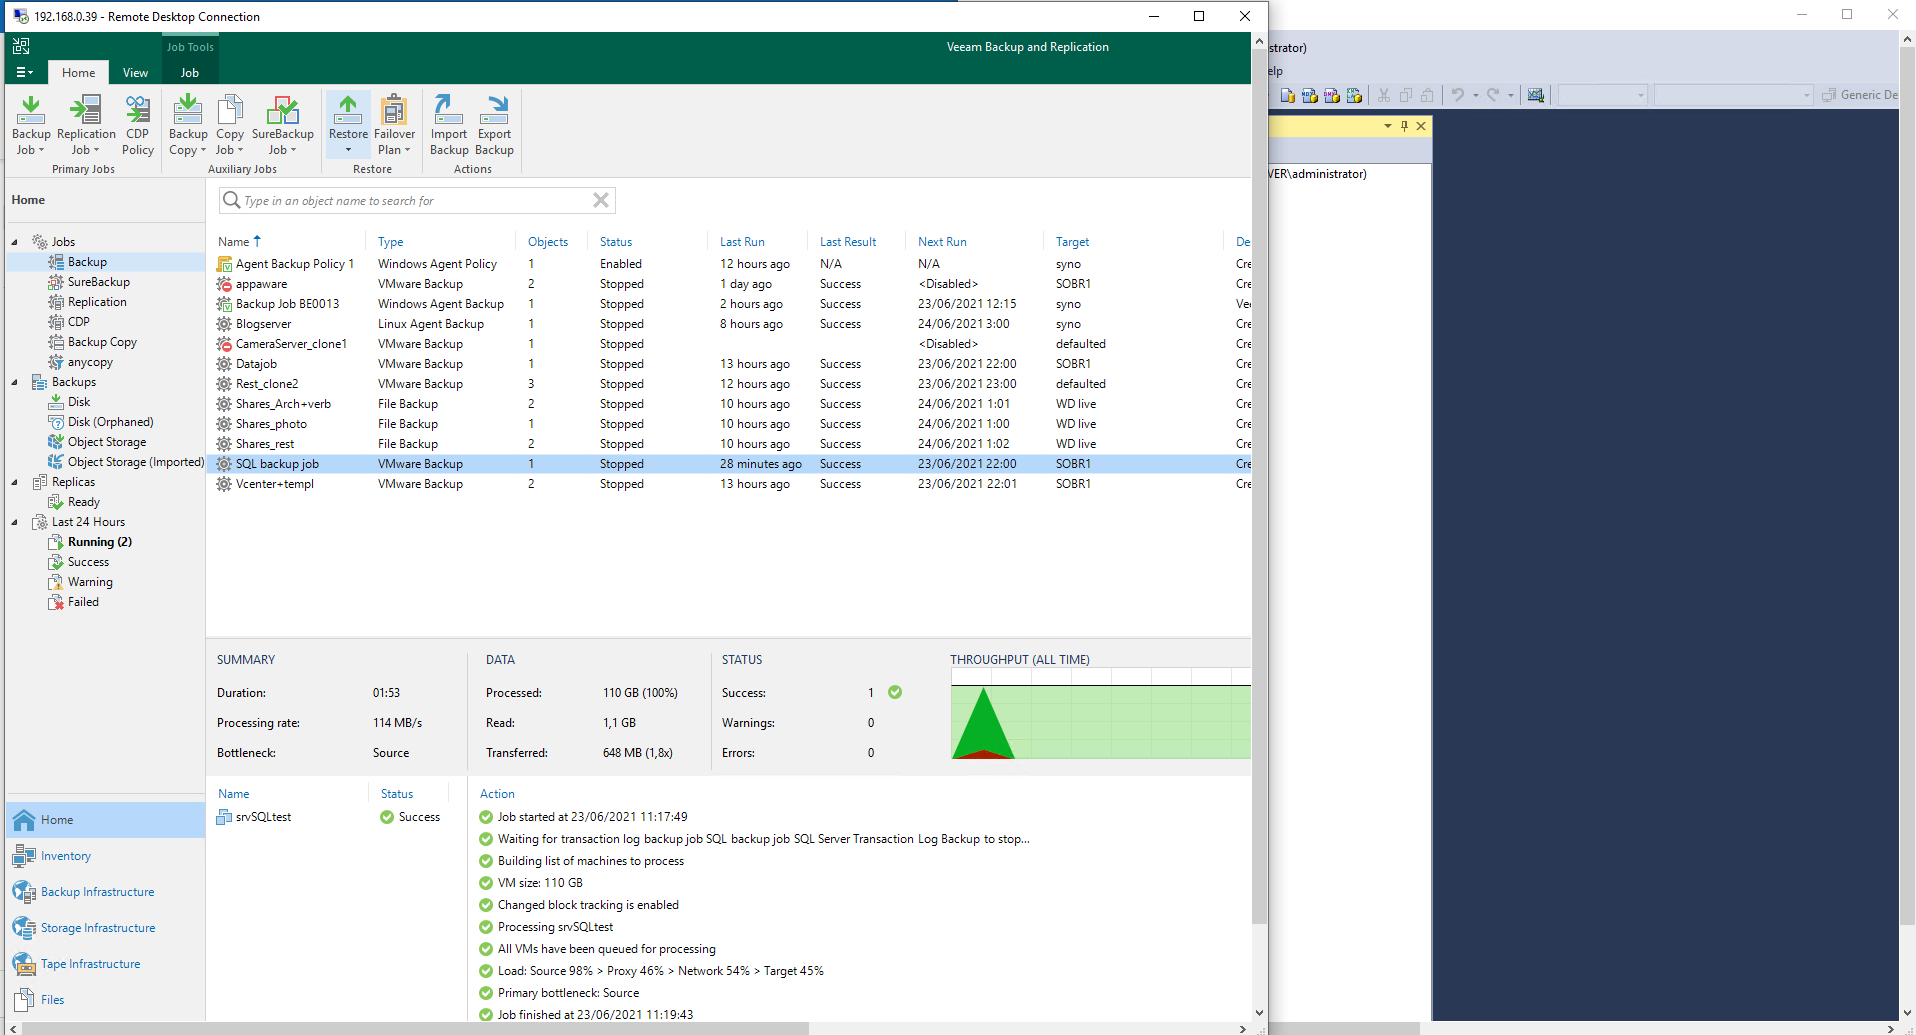 192.168.0.39 - Remote Desktop Connection
Job Tools
Veeam Backup and Replication
Home View Job
Backup Job
Replication Job
CDP Policy
Backup Copy
Copy Job
SureBackup Job
Restore
Failover Plan
Import Backup
Export Backup
Primary Jobs
Auxiliary Jobs
Restore
Actions
Home
Type in an object name to search for
Jobs
Backup
SureBackup
Replication
CDP
Backup Copy
anycopy
Backups
Disk
Disk (Orphaned)
Object Storage
Object Storage (Imported)
Replicas
Ready
Last 24 Hours
Running (2)
Success
Warning
Failed
Home
Inventory
Backup Infrastructure
Storage Infrastructure
Tape Infrastructure
Files
Name Type Objects Status Last Run Last Result Next Run Target De
Agent Backup Policy 1 Windows Agent Policy 1 Enabled 12 hours ago N/A N/A syno Cre
appaware VMware Backup 2 Stopped 1 day ago Success <Disabled> SOBR1 Cre
Backup Job BE0013 Windows Agent Backup 1 Stopped 2 hours ago Success 23/06/2021 12:15 syno Vee
Blogserver Linux Agent Backup 1 Stopped 8 hours ago Success 24/06/2021 3:00 syno Cre
CameraServer_clone1 VMware Backup 1 Stopped <Disabled> defaulted Cre
Datajob VMware Backup 1 Stopped 13 hours ago Success 23/06/2021 22:00 SOBR1 Cre
Rest_clone2 VMware Backup 3 Stopped 12 hours ago Success 23/06/2021 23:00 defaulted Cre
Shares_Arch+verb File Backup 2 Stopped 10 hours ago Success 24/06/2021 1:01 WD live Cre
Shares_photo File Backup 1 Stopped 10 hours ago Success 24/06/2021 1:00 WD live Cre
Shares_rest File Backup 2 Stopped 10 hours ago Success 24/06/2021 1:02 WD live Cre
SQL backup job VMware Backup 1 Stopped 28 minutes ago Success 23/06/2021 22:00 SOBR1 Cre
Vcenter+templ VMware Backup 2 Stopped 13 hours ago Success 23/06/2021 22:01 SOBR1 Cre
SUMMARY
Duration: 01:53
Processing rate: 114 MB/s
Bottleneck: Source
DATA
Processed: 110 GB (100%)
Read: 1,1 GB
Transferred: 648 MB (1,8x)
STATUS
Success: 1
Warnings: 0
Errors: 0
THROUGHPUT (ALL TIME)
Name Status
srvSQLtest Success
Action
Job started at 23/06/2021 11:17:49
Waiting for transaction log backup job SQL backup job SQL Server Transaction Log Backup to stop...
Building list of machines to process
VM size: 110 GB
Changed block tracking is enabled
Processing srvSQLtest
All VMs have been queued for processing
Load: Source 98% > Proxy 46% > Network 54% > Target 45%
Primary bottleneck: Source
Job finished at 23/06/2021 11:19:43
strator)
elp
Generic De
VER\administrator)